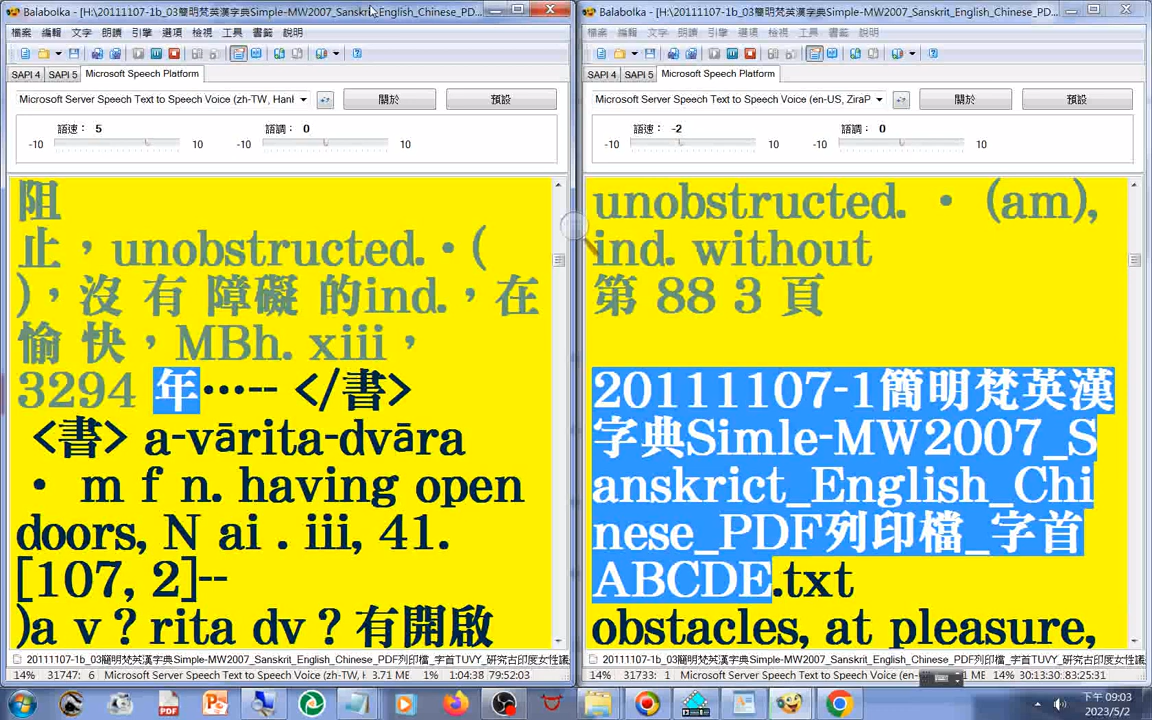 Balabolka - [H:\20111107-1b_03簡明梵英漢字典Simple-MW2007_Sanskrit_English_Chinese_PD...
檔案 編輯 文字 朗讀 引擎 選項 檢視 工具 書籤 說明
SAPI 4 SAPI 5 Microsoft Speech Platform
Microsoft Server Speech Text to Speech Voice (zh-TW, Hanl
關於 預設
語速： 5 語調： 0
-10 10 -10 10
阻
止，unobstructed.•(
)，沒 有 障礙 的ind.，在
愉 快，MBh. xiii，
3294 年…-- </書>
<書> a-vārita-dvāra
• m f n. having open
doors, N ai . iii, 41.
[107, 2]--
)a v？rita dv？有開啟
20111107-1b_03簡明梵英漢字典Simple-MW2007_Sanskrit_English_Chinese_PDF列印檔_字首TUVY_研究古印度女性議
14% 31747: 6 Microsoft Server Speech Text to Speech Voice (zh-TW, 3.71 ME 1% 1:04:38 79:52:03
Balabolka - [H:\20111107-1b_03簡明梵英漢字典Simple-MW2007_Sanskrit_English_Chinese_PD...
檔案 編輯 文字 朗讀 引擎 選項 檢視 工具 書籤 說明
SAPI 4 SAPI 5 Microsoft Speech Platform
Microsoft Server Speech Text to Speech Voice (en-US, ZiraP
關於 預設
語速： -2 語調： 0
-10 10 -10 10
unobstructed. • (am),
ind. without
第 88 3 頁
20111107-1簡明梵英漢
字典Simle-MW2007_S
anskrict_English_Chi
nese_PDF列印檔_字首
ABCDE.txt
obstacles, at pleasure,
20111107-1b_03簡明梵英漢字典Simple-MW2007_Sanskrit_English_Chinese_PDF列印檔_字首TUVY_研究古印度女性議
14% 31733: 1 Microsoft Server Speech Text to Speech Voice (en-US, 14% 30:13:30 83:25:31
下午 09:03
2023/5/2